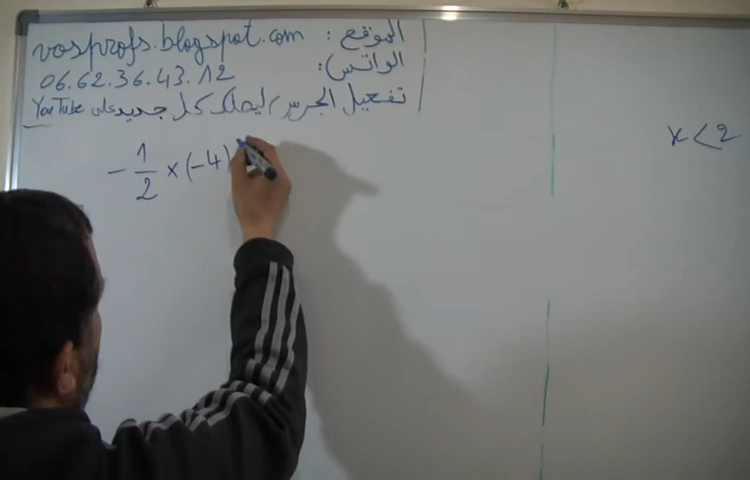 vosprofs.blogspot.com الموقع :
06.62.36.43.12 الواتس:
تفعيل الجرس ليصلك كل جديد على YouTube
-1/2 × (-4)
x < 2